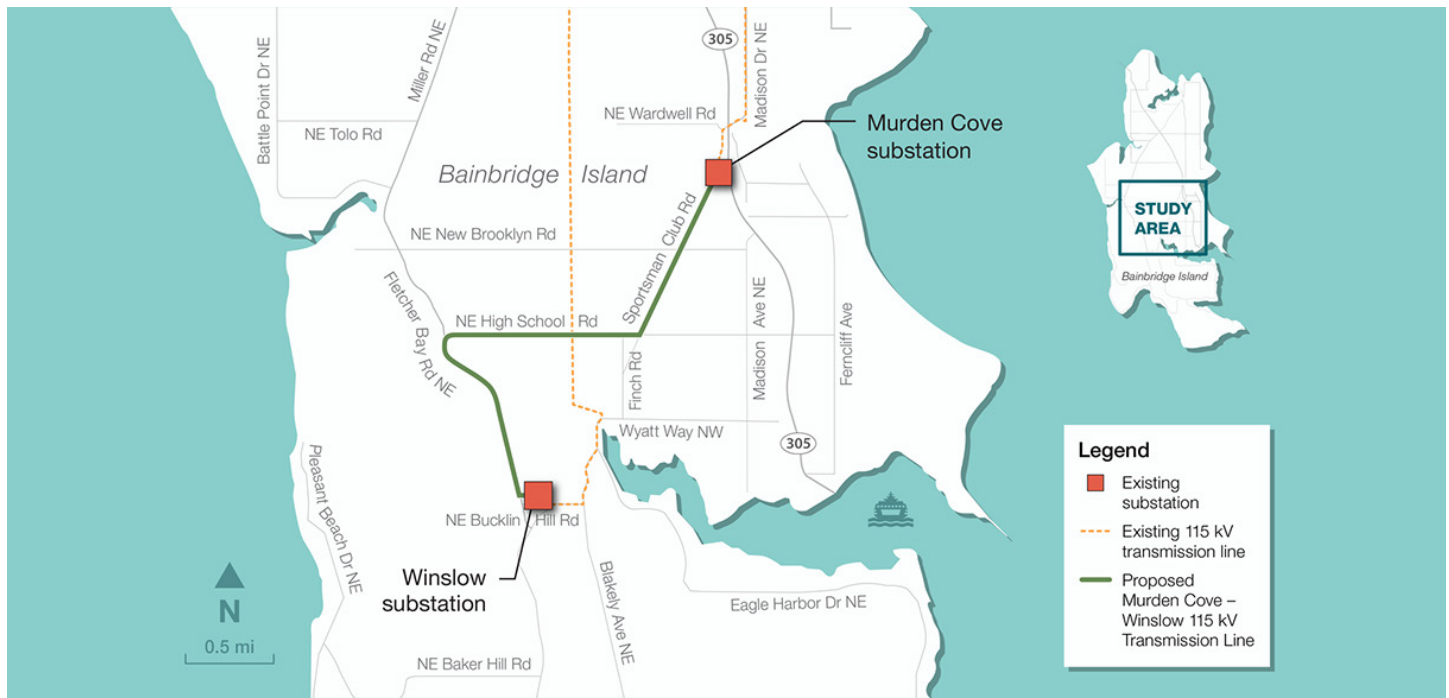 Battle Point Dr NE
Miller Rd NE
305
Madison Dr NE
NE Wardwell Rd
NE Tolo Rd
Murden Cove
substation
Bainbridge Island
STUDY
AREA
Bainbridge Island
NE New Brooklyn Rd
Sportsman Club Rd
Fletcher Bay Rd NE
NE High School Rd
Finch Rd
Madison Ave NE
Ferncliff Ave
Wyatt Way NW
305
Pleasant Beach Dr NE
NE Bucklin Hill Rd
Winslow
substation
Blakely Ave NE
Eagle Harbor Dr NE
NE Baker Hill Rd
N
0.5 mi
Legend
Existing
substation
Existing 115 kV
transmission line
Proposed
Murden Cove –
Winslow 115 kV
Transmission Line